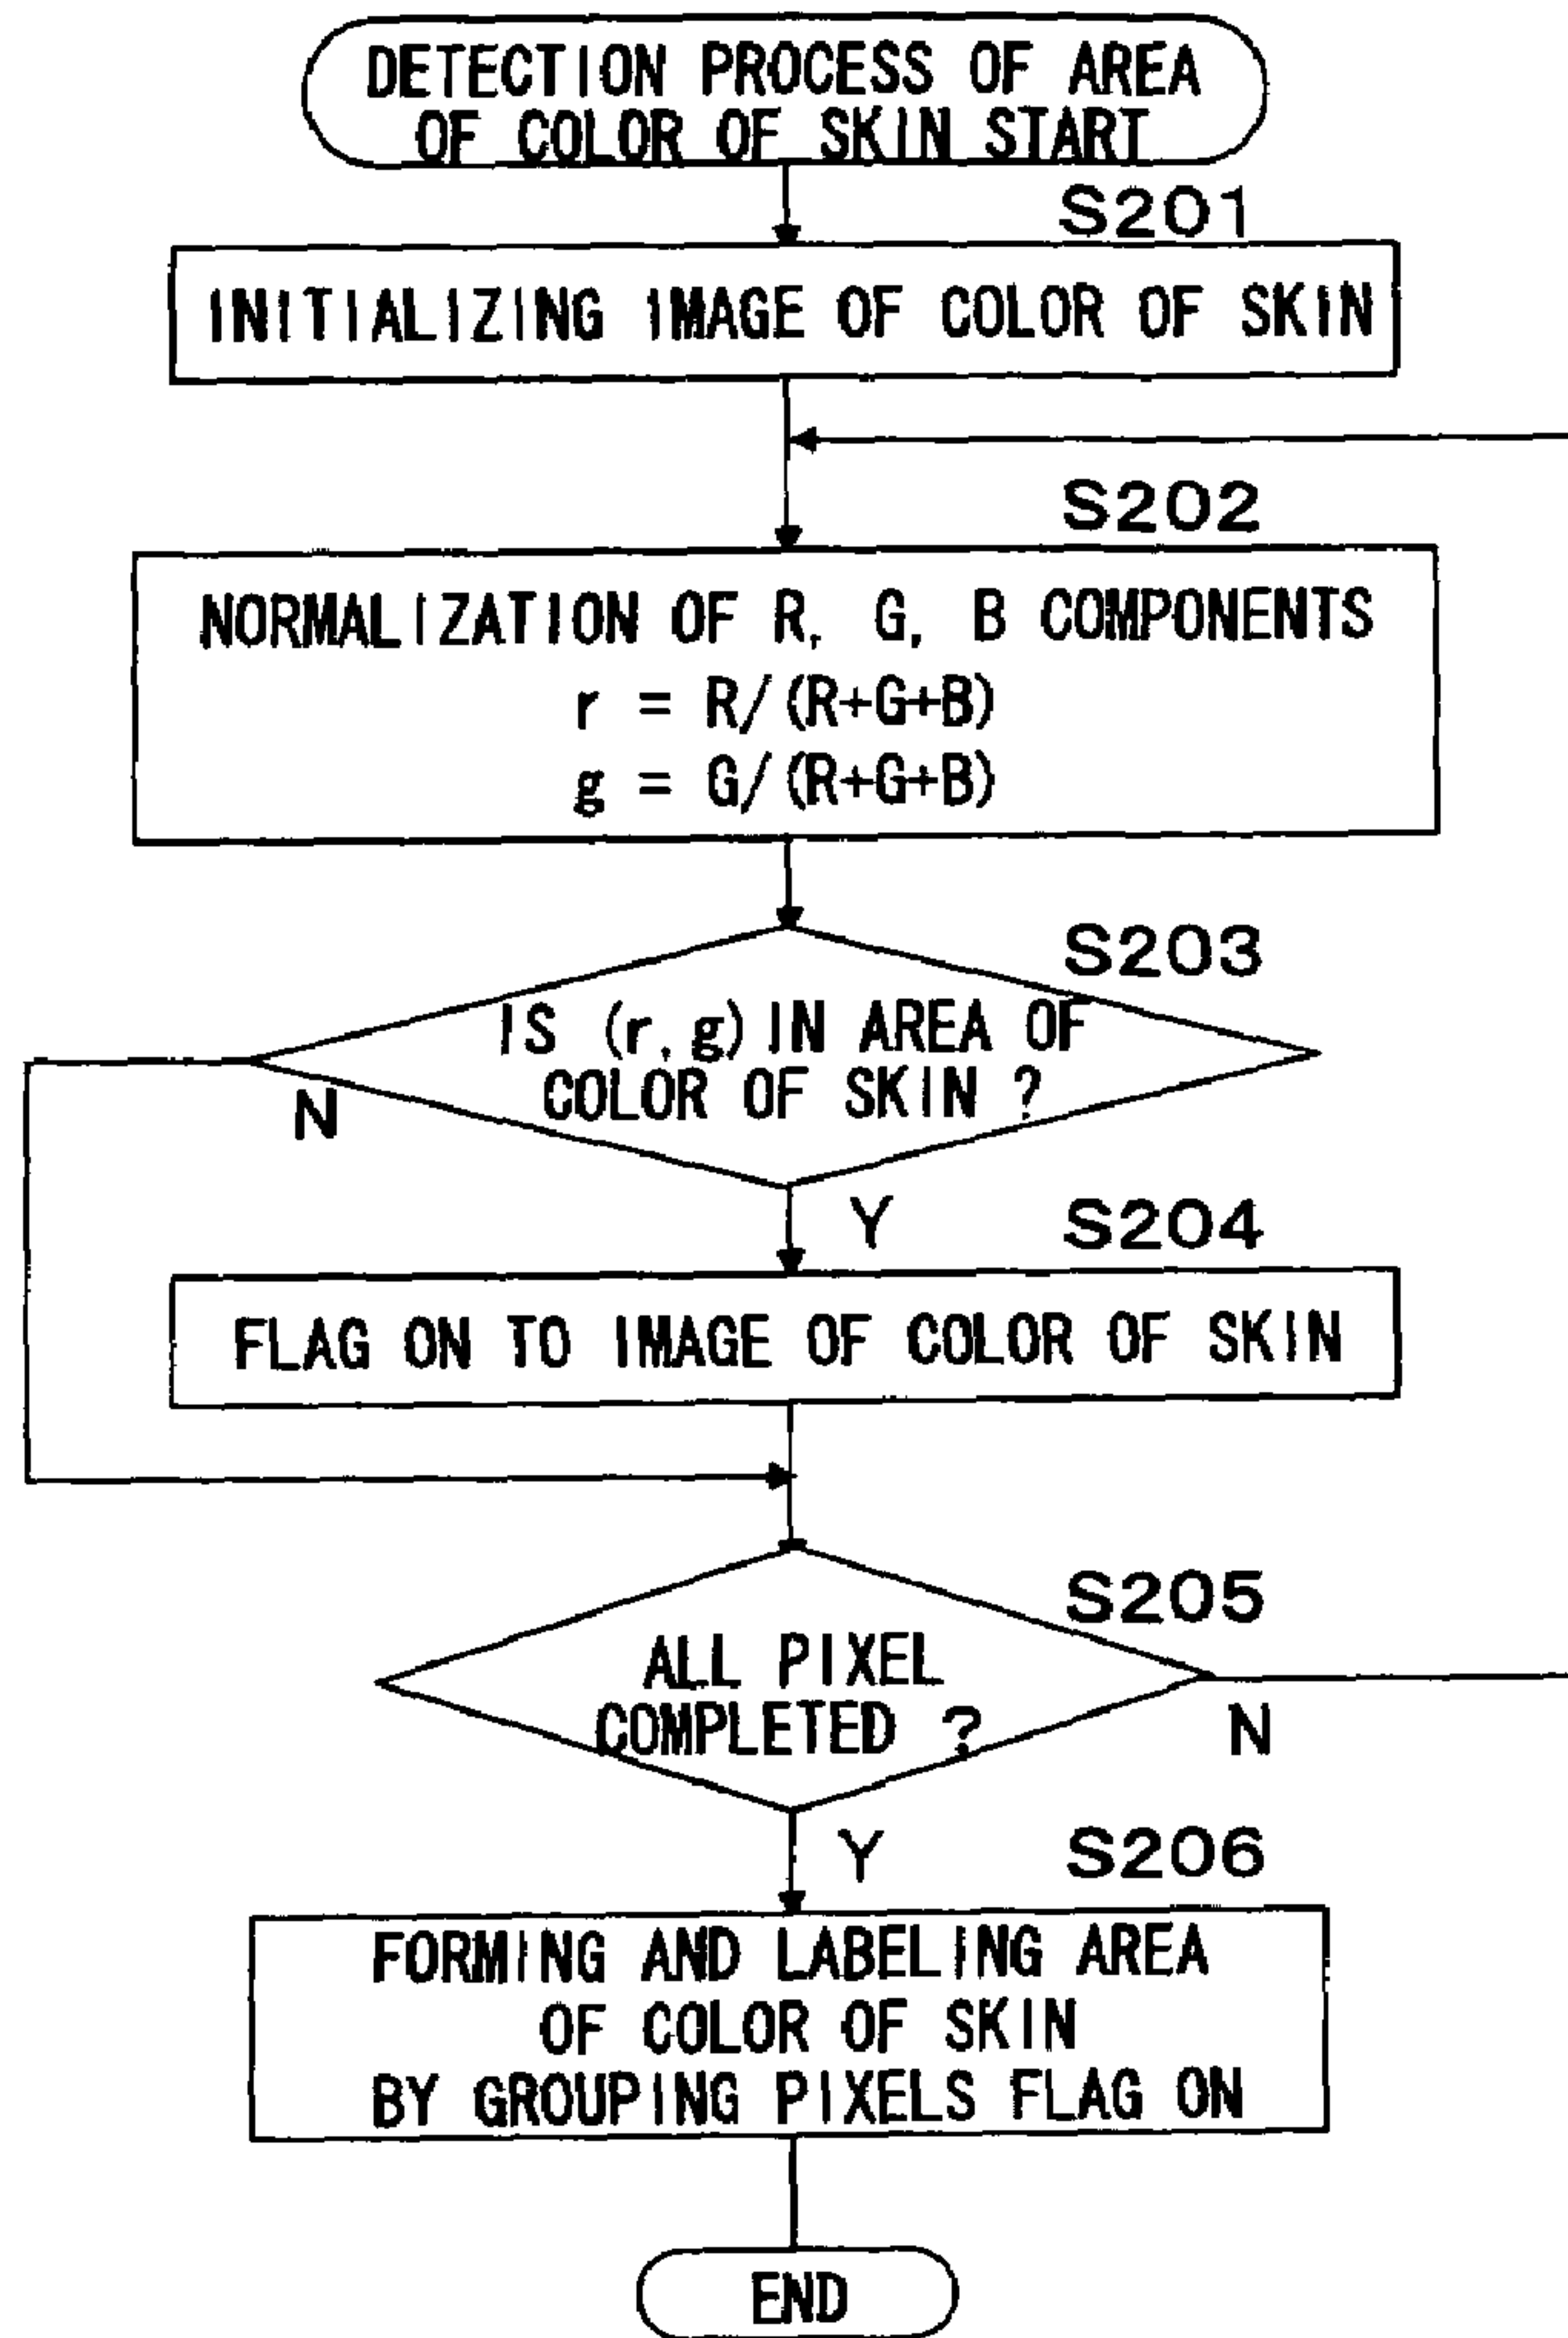 DETECTION PROCESS OF AREA
OF COLOR OF SKIN START
S201
INITIALIZING IMAGE OF COLOR OF SKIN
S202
NORMALIZATION OF R, G, B COMPONENTS
r = R/(R+G+B)
g = G/(R+G+B)
S203
IS (r,g) IN AREA OF
COLOR OF SKIN ?
N
Y
S204
FLAG ON TO IMAGE OF COLOR OF SKIN
S205
ALL PIXEL
COMPLETED ?
N
Y
S206
FORMING AND LABELING AREA
OF COLOR OF SKIN
BY GROUPING PIXELS FLAG ON
END